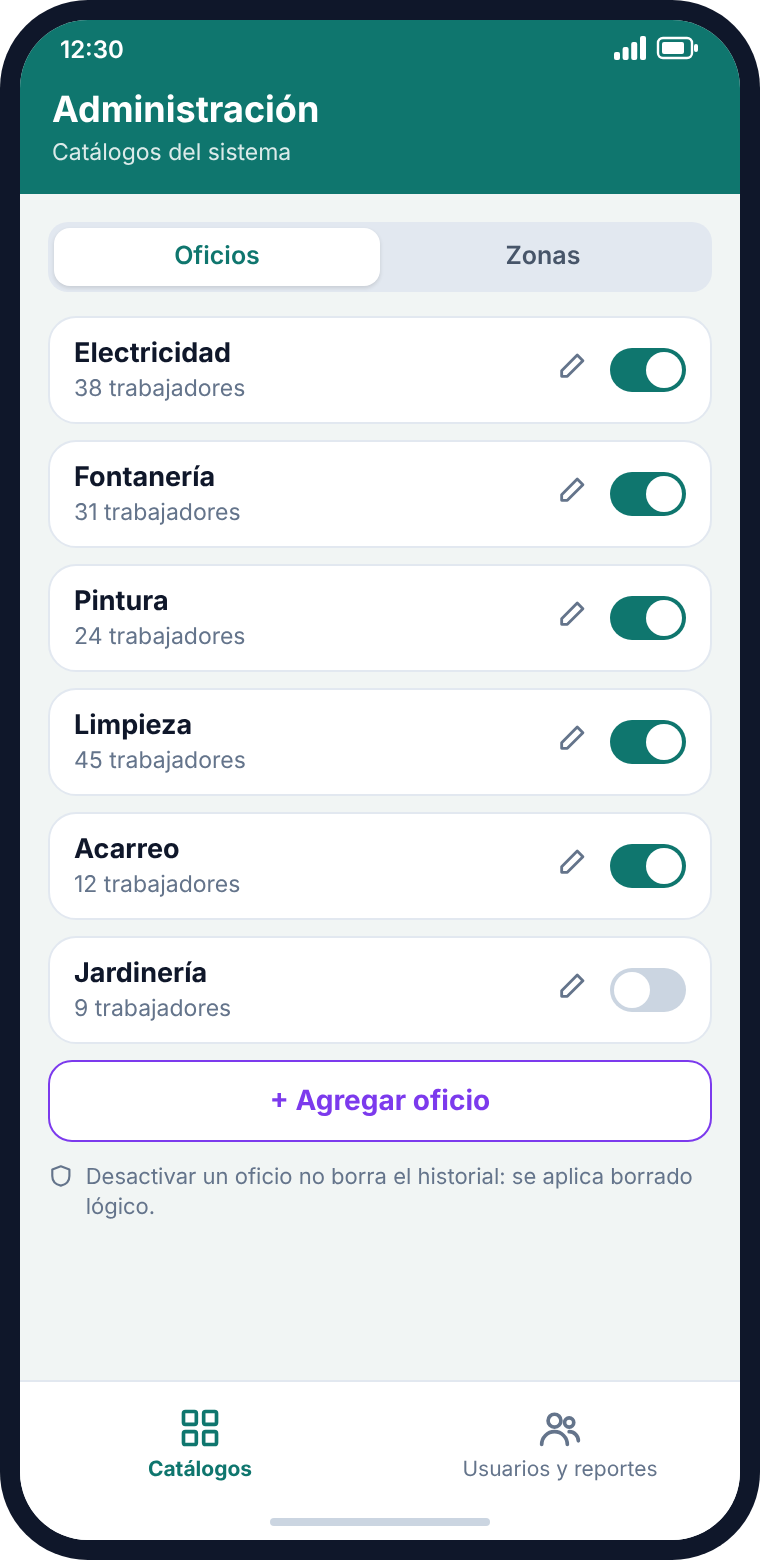 12:30
Administración
Catálogos del sistema
Oficios
Zonas
Electricidad
38 trabajadores
Fontanería
31 trabajadores
Pintura
24 trabajadores
Limpieza
45 trabajadores
Acarreo
12 trabajadores
Jardinería
9 trabajadores
+ Agregar oficio
Desactivar un oficio no borra el historial: se aplica borrado
lógico.
Catálogos
Usuarios y reportes